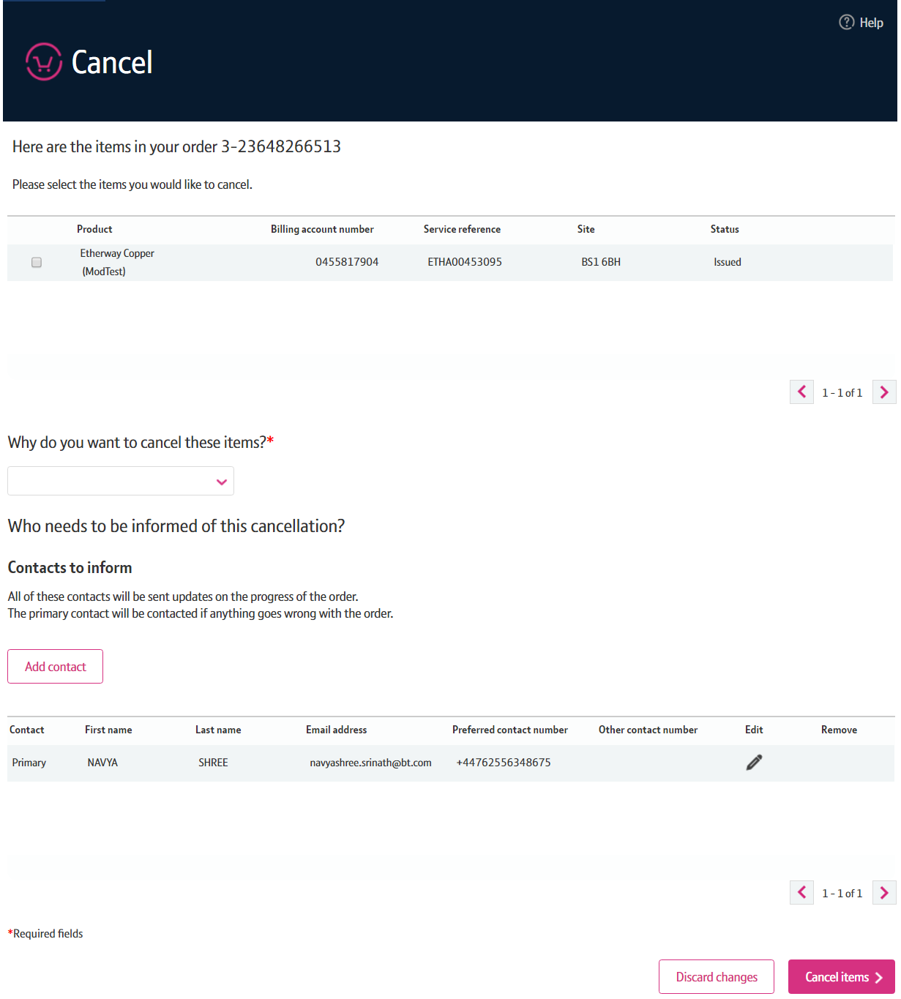 Help
Cancel
Here are the items in your order 3-23648266513
Please select the items you would like to cancel.
Product Billing account number Service reference Site Status
Etherway Copper
(ModTest) 0455817904 ETHA00453095 BS1 6BH Issued
1 - 1 of 1
Why do you want to cancel these items?*
Who needs to be informed of this cancellation?
Contacts to inform
All of these contacts will be sent updates on the progress of the order.
The primary contact will be contacted if anything goes wrong with the order.
Add contact
Contact First name Last name Email address Preferred contact number Other contact number Edit Remove
Primary NAVYA SHREE navyashree.srinath@bt.com +44762556348675
1 - 1 of 1
*Required fields
Discard changes Cancel items